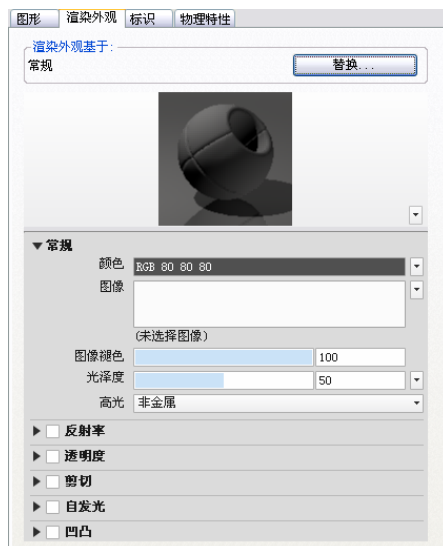 图形 渲染外观 标识 物理特性
渲染外观基于:
常规 替换...
▼常规
颜色 RGB 80 80 80
图像
(未选择图像)
图像褪色 100
光泽度 50
高光 非金属
反射率
透明度
剪切
自发光
凹凸